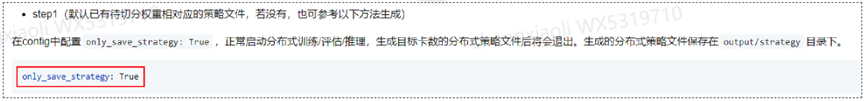 xiaoli WX5319710
• step1（默认已有待切分权重相对应的策略文件，若没有，也可参考以下方法生成）
在config中配置 only_save_strategy: True ，正常启动分布式训练/评估/推理，生成目标卡数的分布式策略文件后将会退出。生成的分布式策略文件保存在 output/strategy 目录下。
only_save_strategy: True